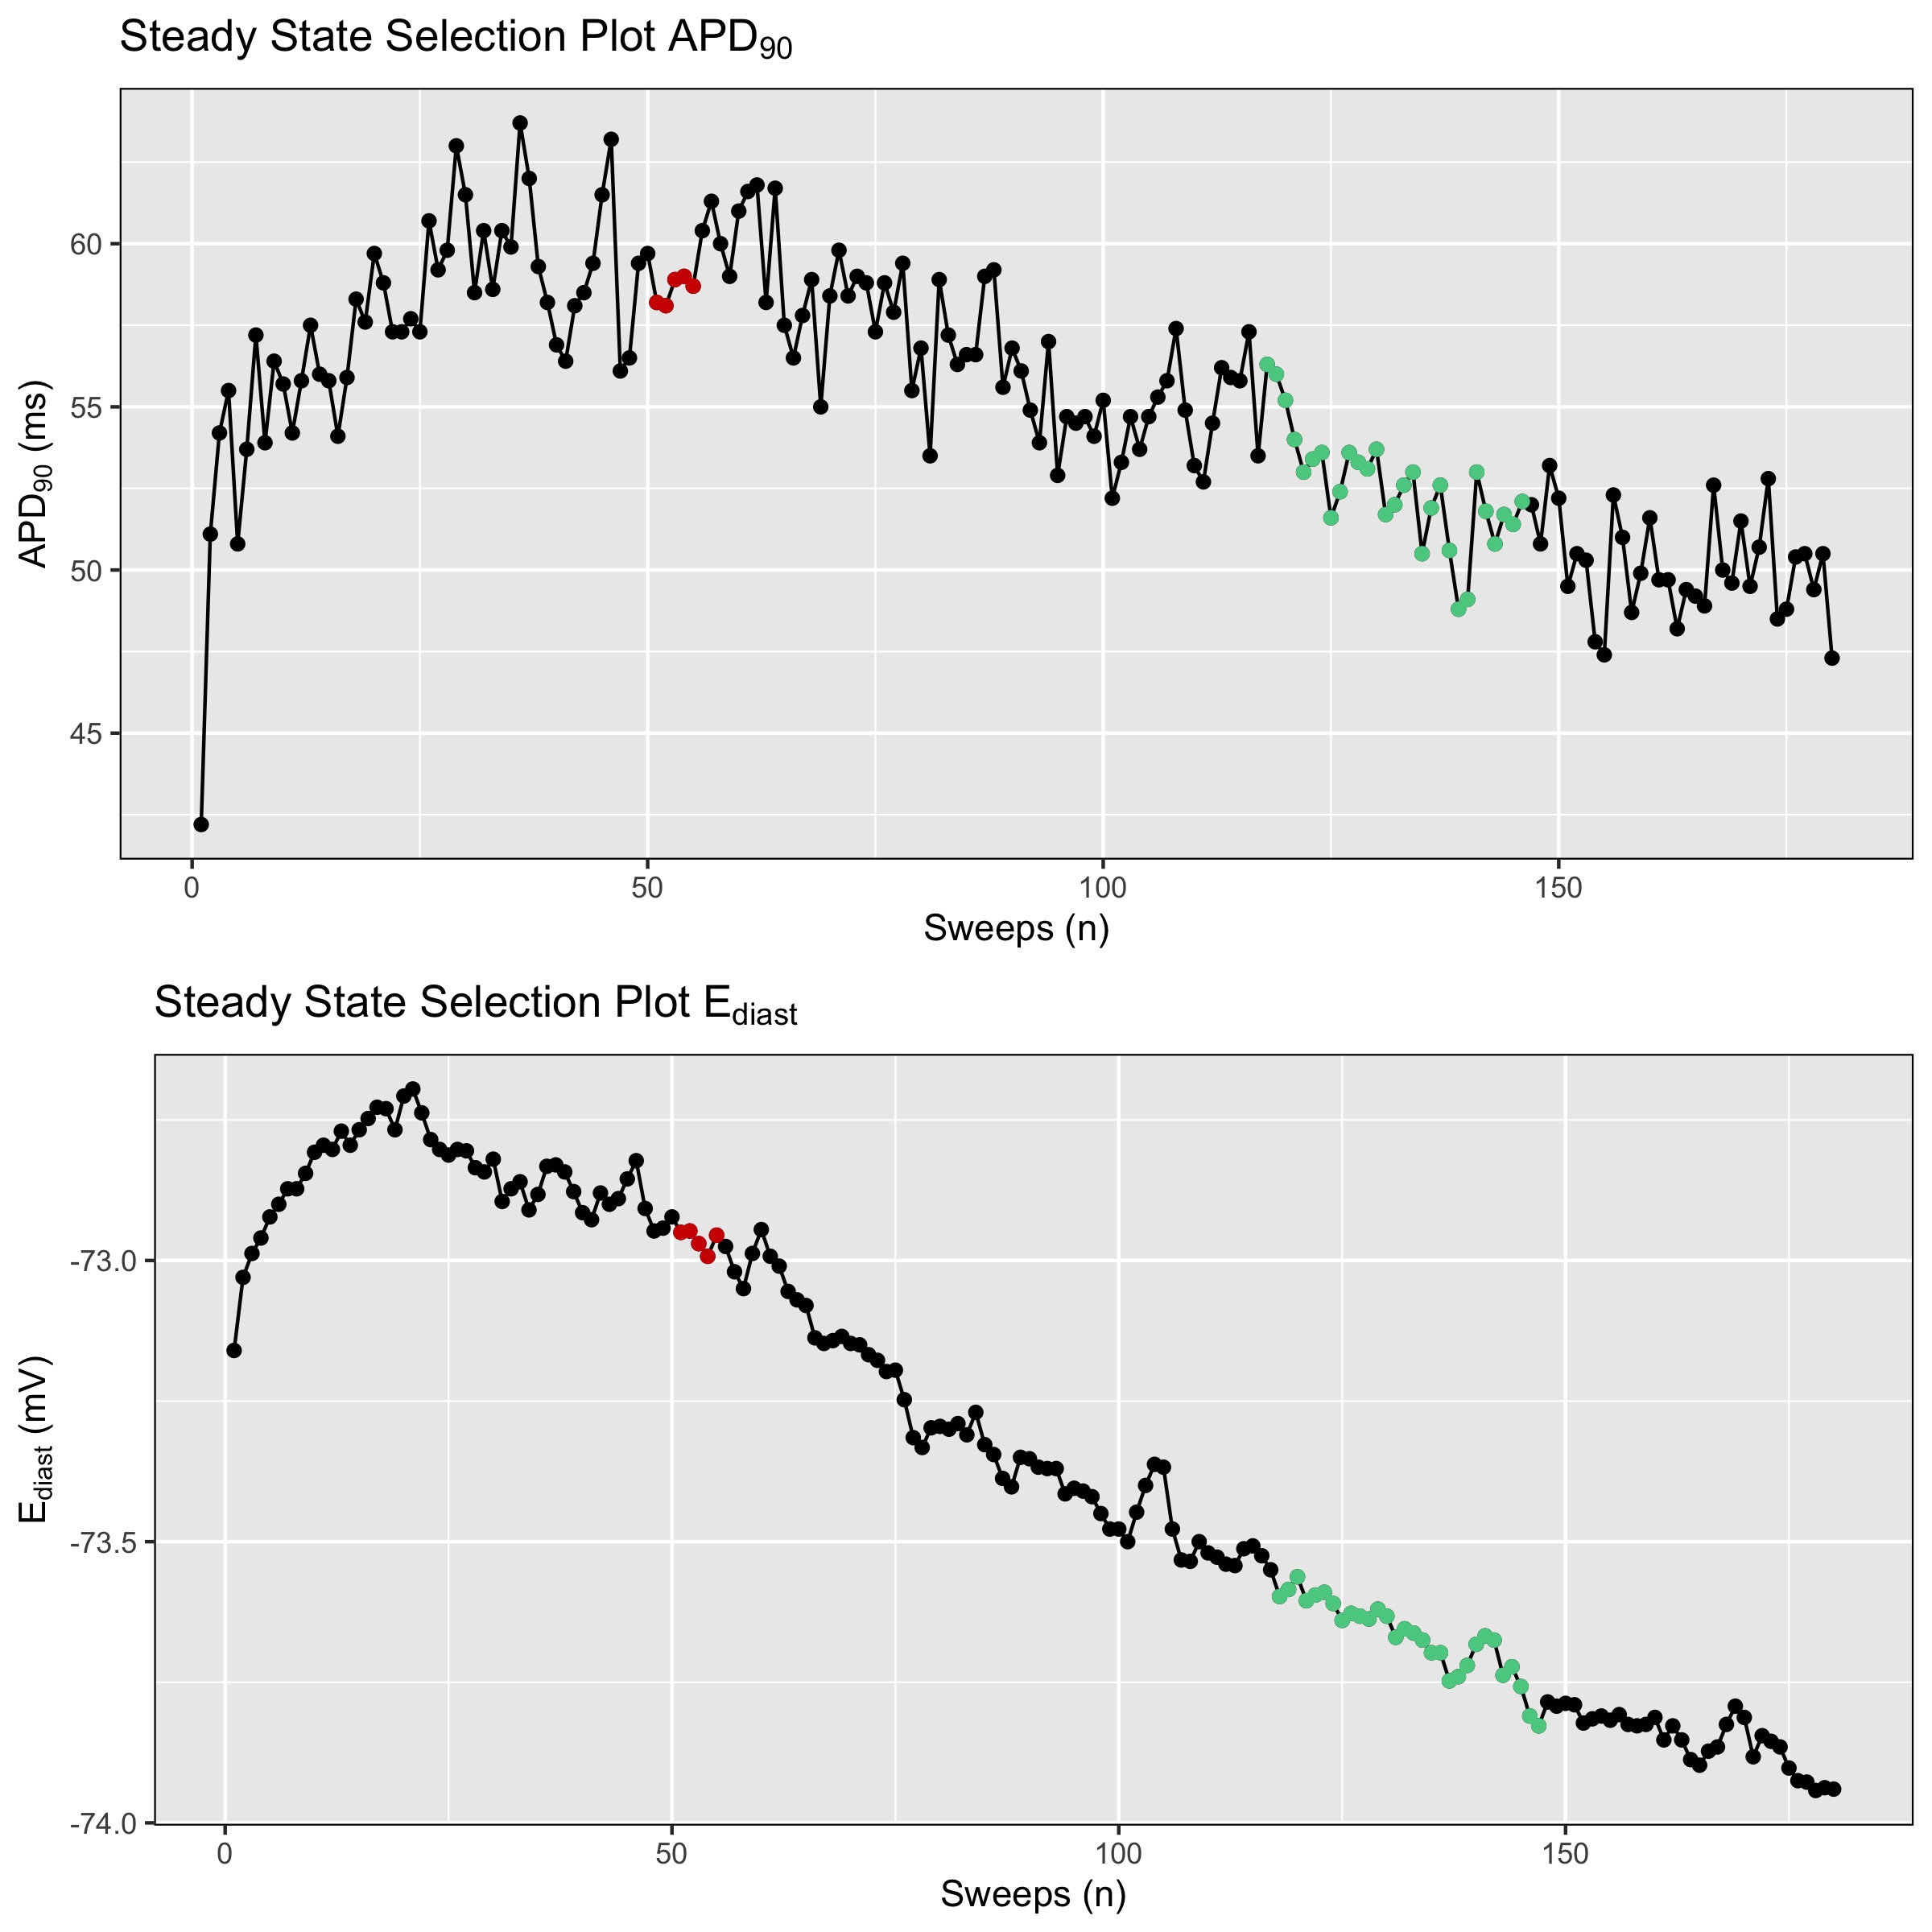 Steady State Selection Plot APD90
60
55
50
45
APD90 (ms)
0 50 100 150
Sweeps (n)
Steady State Selection Plot Ediast
-73.0
-73.5
-74.0
Ediast (mV)
0 50 100 150
Sweeps (n)